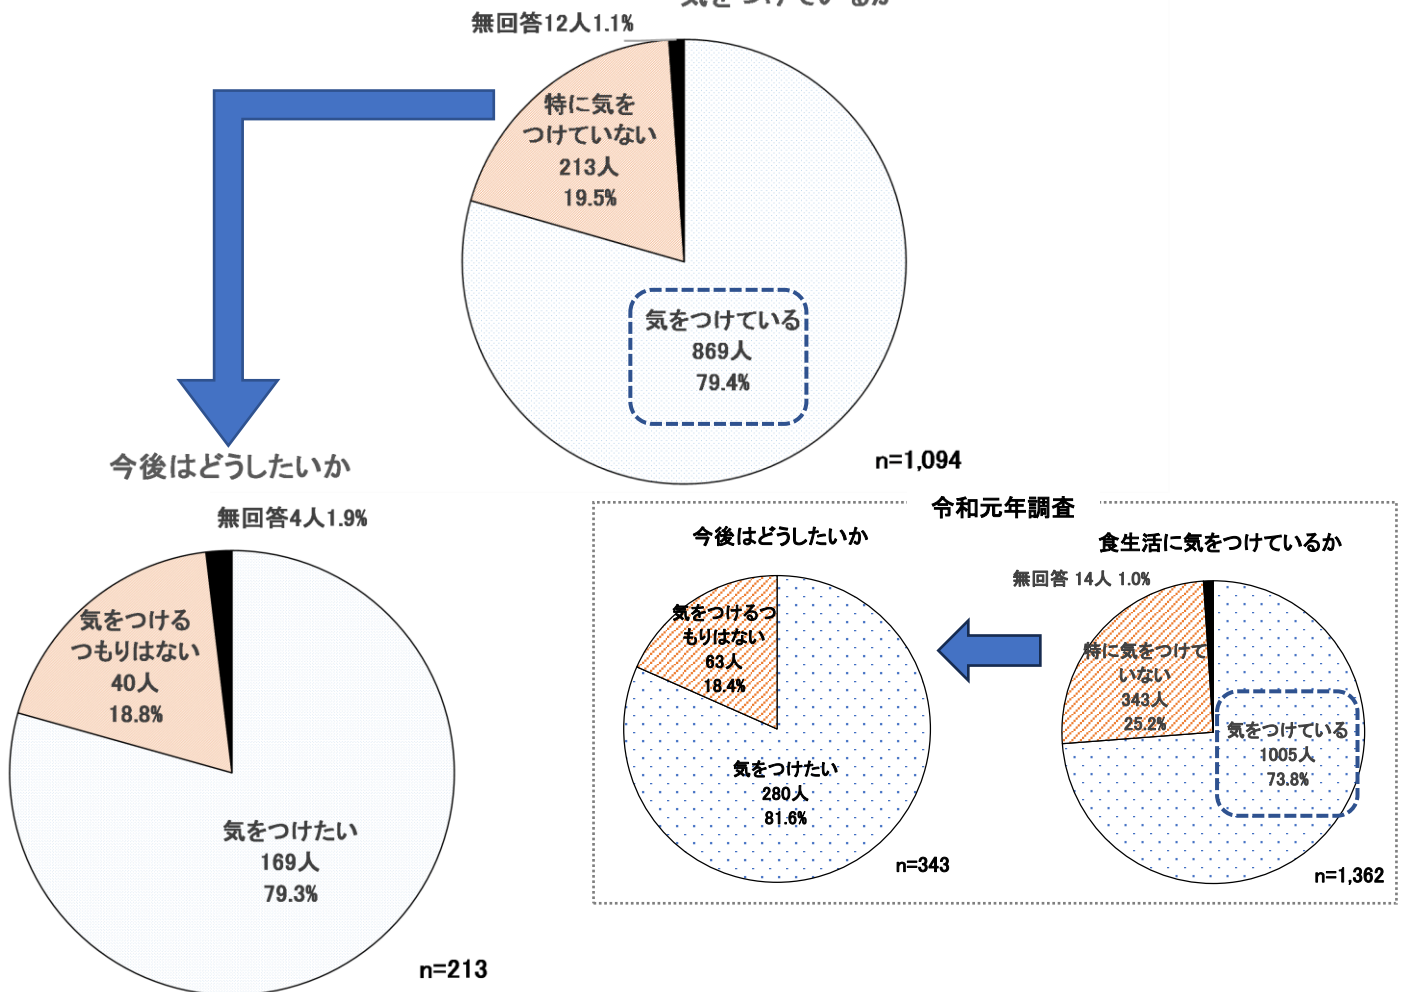 無回答12人1.1%
特に気を
つけていない
213人
19.5%
気をつけている
869人
79.4%
n=1,094
今後はどうしたいか
無回答4人1.9%
気をつける
つもりはない
40人
18.8%
気をつけたい
169人
79.3%
n=213
令和元年調査
今後はどうしたいか
気をつけるつ
もりはない
63人
18.4%
気をつけたい
280人
81.6%
n=343
食生活に気をつけているか
無回答 14人 1.0%
特に気をつけて
いない
343人
25.2%
気をつけている
1005人
73.8%
n=1,362